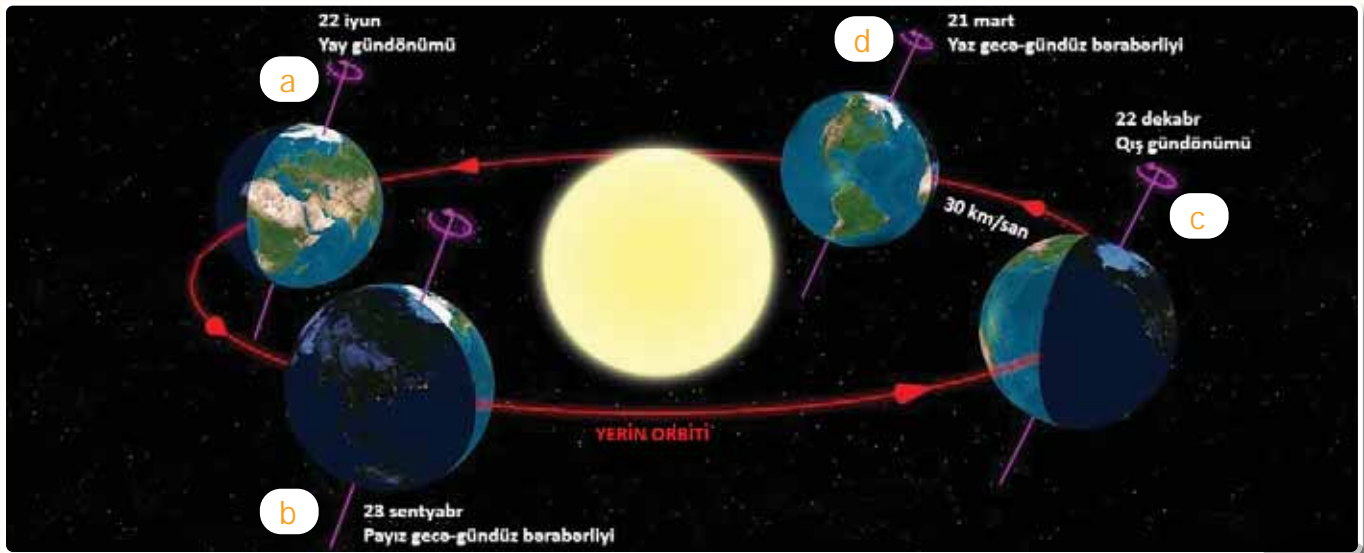 22 iyun
Yay gündönümü
a
d
21 mart
Yaz gecə-gündüz bərabərliyi
22 dekabr
Qış gündönümü
c
30 km/san
YERİN ORBİTİ
b
23 sentyabr
Payız gecə-gündüz bərabərliyi